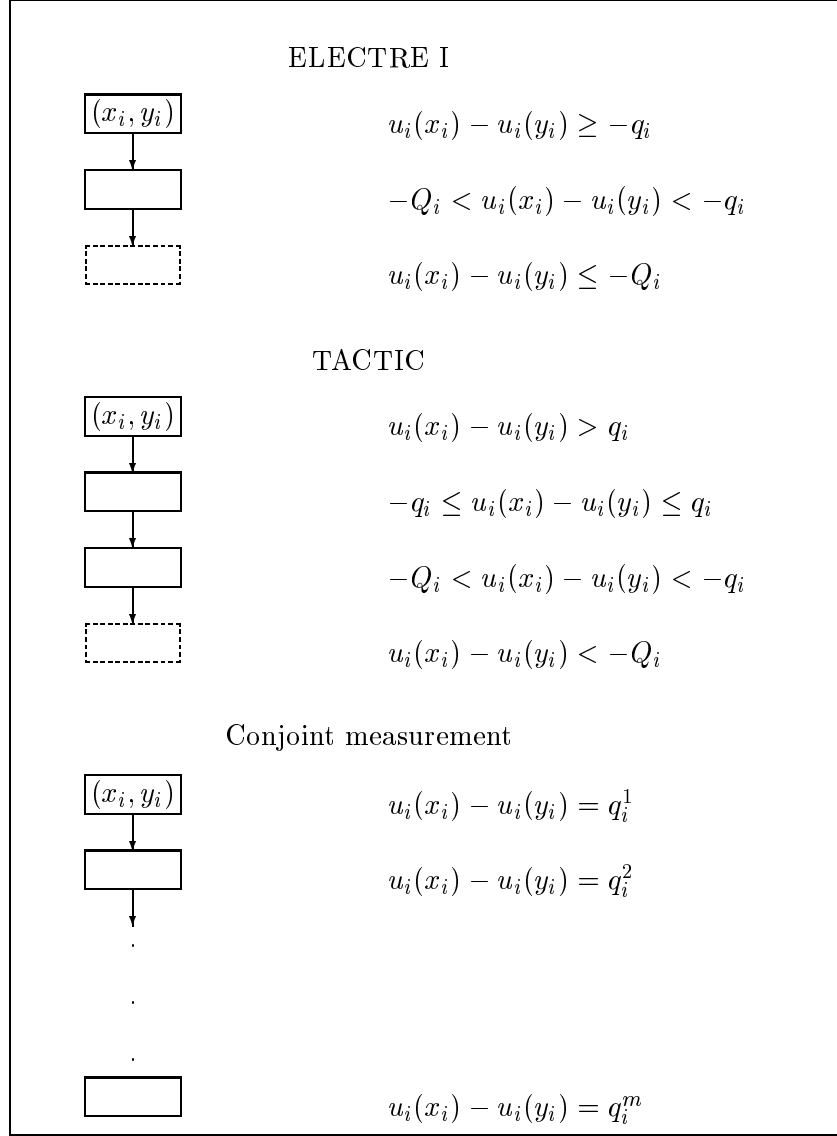 ELECTRE I
(x_i, y_i) u_i(x_i) − u_i(y_i) ≥ −q_i
−Q_i < u_i(x_i) − u_i(y_i) < −q_i
u_i(x_i) − u_i(y_i) ≤ −Q_i
TACTIC
(x_i, y_i) u_i(x_i) − u_i(y_i) > q_i
−q_i ≤ u_i(x_i) − u_i(y_i) ≤ q_i
−Q_i < u_i(x_i) − u_i(y_i) < −q_i
u_i(x_i) − u_i(y_i) < −Q_i
Conjoint measurement
(x_i, y_i) u_i(x_i) − u_i(y_i) = q_i^1
u_i(x_i) − u_i(y_i) = q_i^2
.
.
.
u_i(x_i) − u_i(y_i) = q_i^m